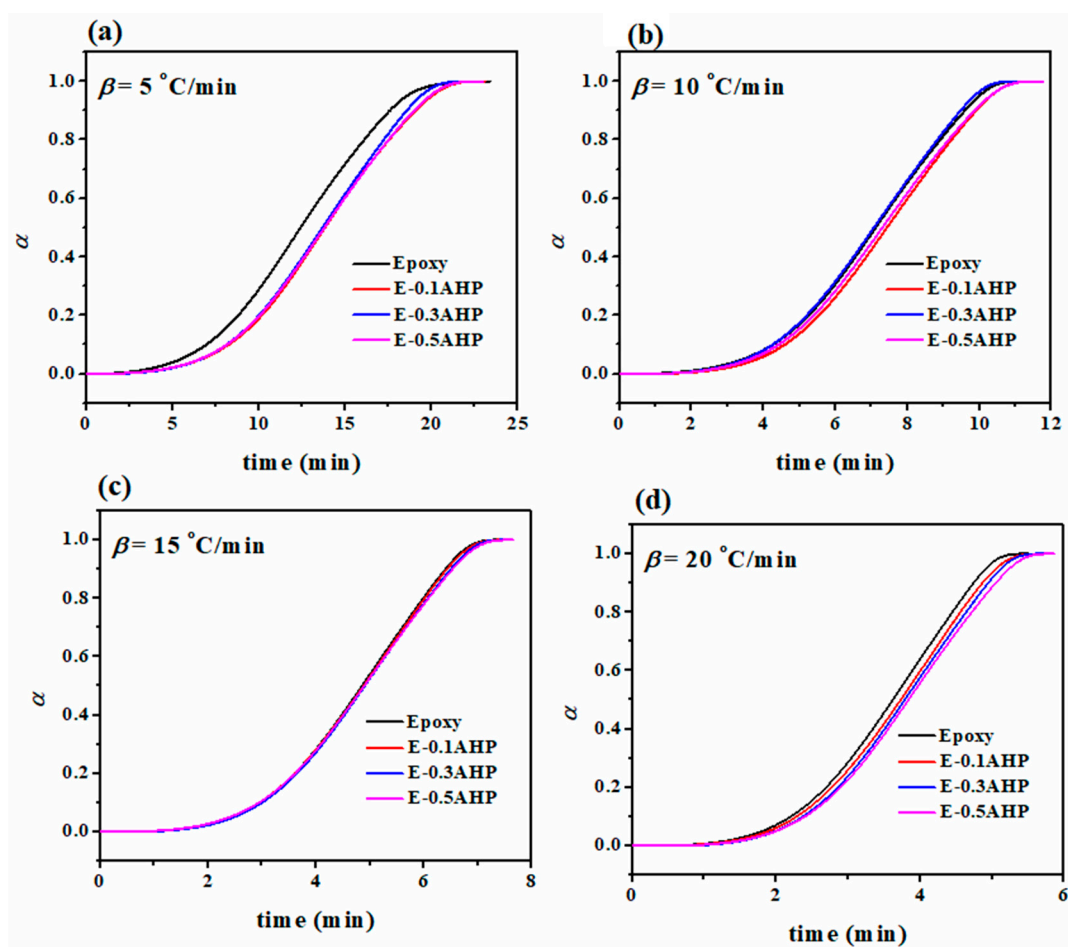 (a)
β= 5 °C/min
1.0
0.8
0.6
0.4
0.2
0.0
α
Epoxy
E-0.1AHP
E-0.3AHP
E-0.5AHP
0 5 10 15 20 25
time (min)
(b)
β= 10 °C/min
1.0
0.8
0.6
0.4
0.2
0.0
α
Epoxy
E-0.1AHP
E-0.3AHP
E-0.5AHP
0 2 4 6 8 10 12
time (min)
(c)
β= 15 °C/min
1.0
0.8
0.6
0.4
0.2
0.0
α
Epoxy
E-0.1AHP
E-0.3AHP
E-0.5AHP
0 2 4 6 8
time (min)
(d)
β= 20 °C/min
1.0
0.8
0.6
0.4
0.2
0.0
α
Epoxy
E-0.1AHP
E-0.3AHP
E-0.5AHP
0 2 4 6
time (min)